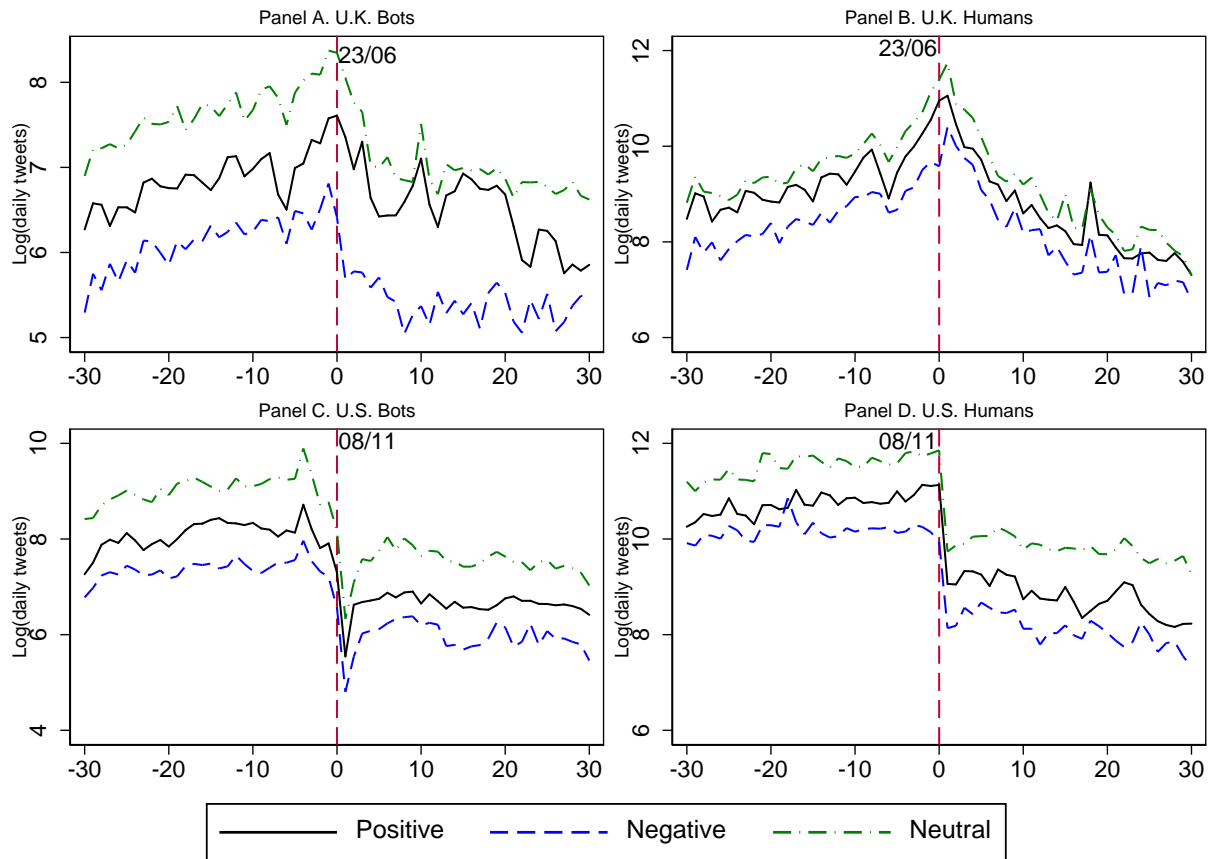 Panel A. U.K. Bots
Log(daily tweets)
5 6 7 8
23/06
-30 -20 -10 0 10 20 30
Panel B. U.K. Humans
Log(daily tweets)
6 8 10 12
23/06
-30 -20 -10 0 10 20 30
Panel C. U.S. Bots
Log(daily tweets)
4 6 8 10
08/11
-30 -20 -10 0 10 20 30
Panel D. U.S. Humans
Log(daily tweets)
6 8 10 12
08/11
-30 -20 -10 0 10 20 30
Positive Negative Neutral